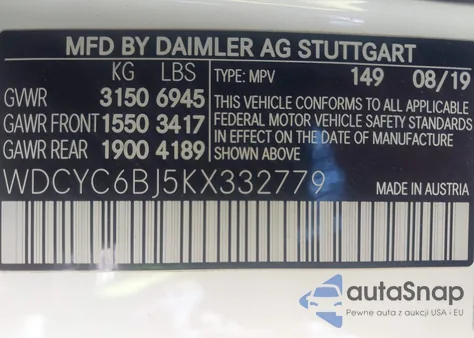 MFD BY DAIMLER AG STUTTGART
KG LBS TYPE: MPV 149 08/19
GVWR 3150 6945 THIS VEHICLE CONFORMS TO ALL APPLICABLE
GAWR FRONT 1550 3417 FEDERAL MOTOR VEHICLE SAFETY STANDARDS
GAWR REAR 1900 4189 IN EFFECT ON THE DATE OF MANUFACTURE
SHOWN ABOVE
WDCYC6BJ5KX332779 MADE IN AUSTRIA
autaSnap
Pewne auta z aukcji USA - EU